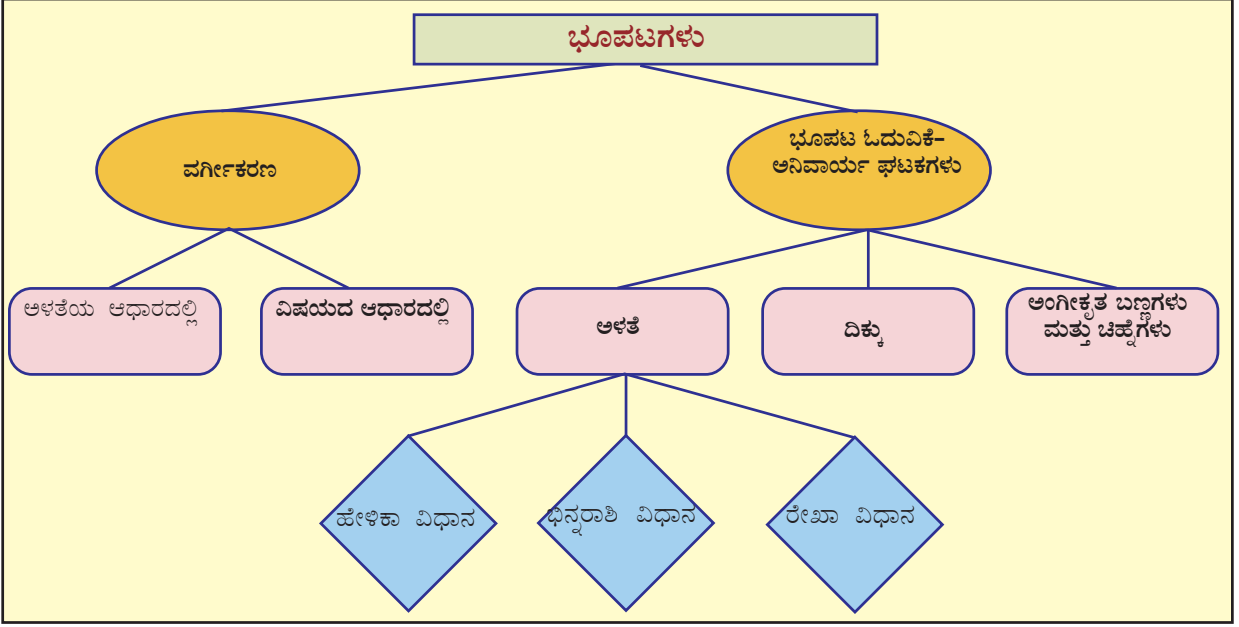 ಭೂಪಟಗಳು
ವರ್ಗೀಕರಣ
ಭೂಪಟ ಓದುವಿಕೆ-
ಅನಿವಾರ್ಯ ಘಟಕಗಳು
ಅಳತೆಯ ಆಧಾರದಲ್ಲಿ
ವಿಷಯದ ಆಧಾರದಲ್ಲಿ
ಅಳತೆ
ದಿಕ್ಕು
ಅಂಗೀಕೃತ ಬಣ್ಣಗಳು
ಮತ್ತು ಚಿಹ್ನೆಗಳು
ಹೇಳಿಕಾ ವಿಧಾನ
ಭಿನ್ನರಾಶಿ ವಿಧಾನ
ರೇಖಾ ವಿಧಾನ